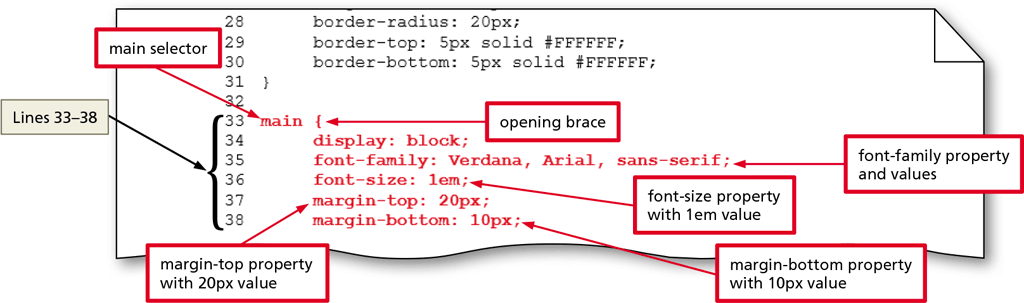 28 border-radius: 20px;
main selector
29 border-top: 5px solid #FFFFFF;
30 border-bottom: 5px solid #FFFFFF;
31 }
32
Lines 33–38
33 main {
opening brace
34 display: block;
35 font-family: Verdana, Arial, sans-serif;
font-family property
and values
36 font-size: 1em;
font-size property
with 1em value
37 margin-top: 20px;
38 margin-bottom: 10px;
margin-top property
with 20px value
margin-bottom property
with 10px value